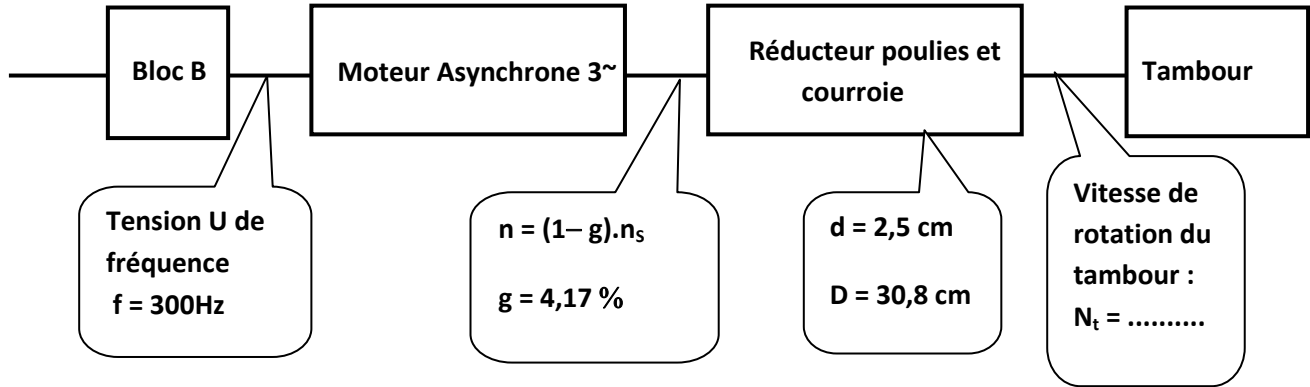 Bloc B
Moteur Asynchrone 3~
Réducteur poulies et
courroie
Tambour
Tension U de
fréquence
f = 300Hz
n = (1– g).nS
g = 4,17 %
d = 2,5 cm
D = 30,8 cm
Vitesse de
rotation du
tambour :
Nt = ..........